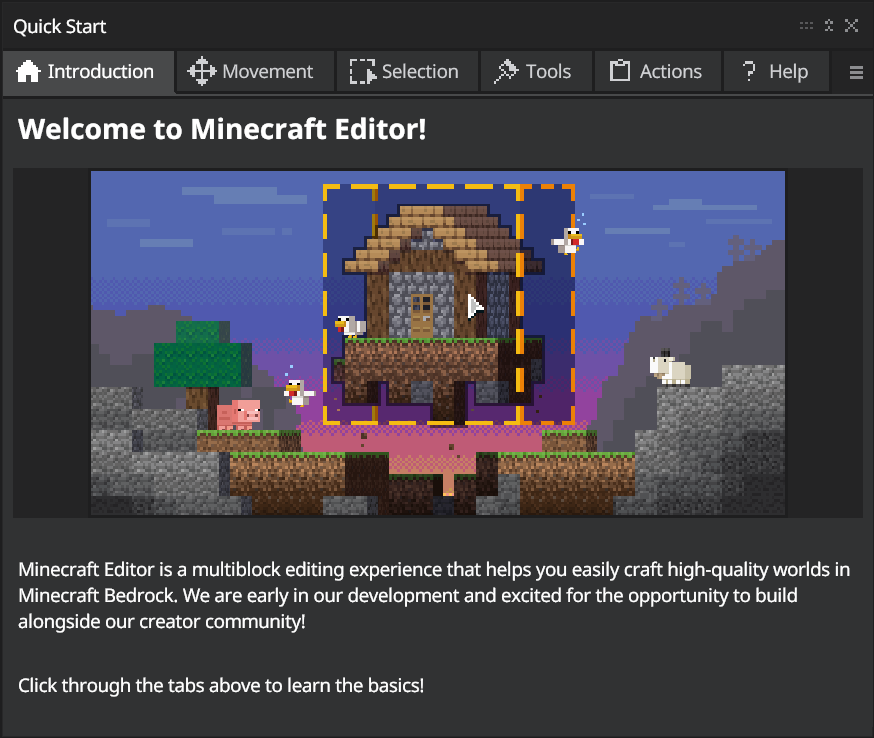 Quick Start
Introduction Movement Selection Tools Actions Help
Welcome to Minecraft Editor!
Minecraft Editor is a multiblock editing experience that helps you easily craft high-quality worlds in
Minecraft Bedrock. We are early in our development and excited for the opportunity to build
alongside our creator community!
Click through the tabs above to learn the basics!